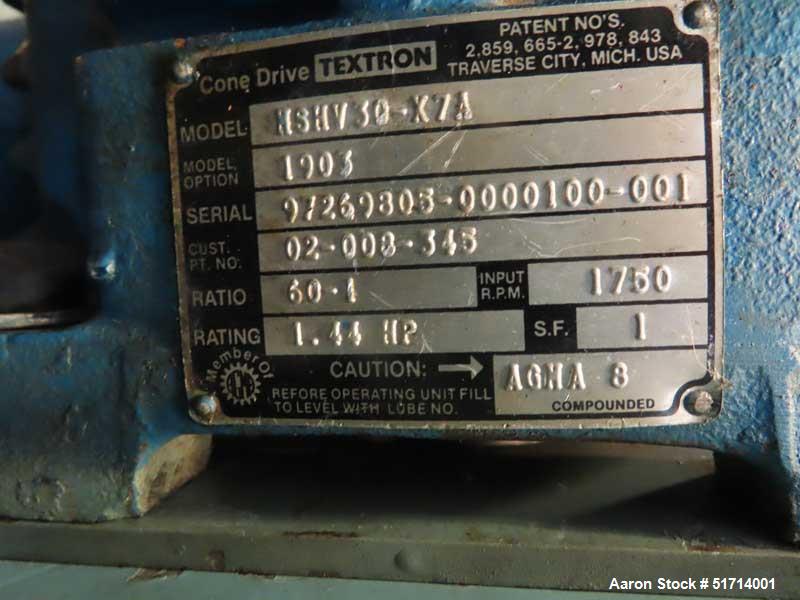 Cone Drive TEXTRON
PATENT NO'S.
2,859, 665-2, 978, 843
TRAVERSE CITY, MICH. USA
MODEL HSHV30-X7A
MODEL OPTION 1903
SERIAL 97269805-0000100-001
CUST. PT. NO. 02-008-345
RATIO 60-1 INPUT R.P.M. 1750
RATING 1.44 HP S.F. 1
Member Of
CAUTION:
BEFORE OPERATING UNIT FILL
TO LEVEL WITH LUBE NO.
AGMA 8
COMPOUNDED
Aaron Stock # 51714001